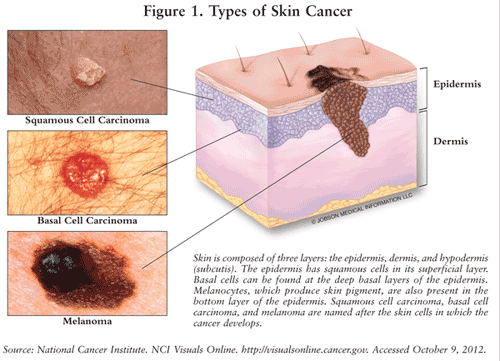 Figure 1. Types of Skin Cancer
Squamous Cell Carcinoma
Basal Cell Carcinoma
Melanoma
Epidermis
Dermis
© JOBSON MEDICAL INFORMATION LLC
Skin is composed of three layers: the epidermis, dermis, and hypodermis
(subcutis). The epidermis has squamous cells in its superficial layer.
Basal cells can be found at the deep basal layers of the epidermis.
Melanocytes, which produce skin pigment, are also present in the
bottom layer of the epidermis. Squamous cell carcinoma, basal cell
carcinoma, and melanoma are named after the skin cells in which the
cancer develops.
Source: National Cancer Institute. NCI Visuals Online. http://visualsonline.cancer.gov. Accessed October 9, 2012.